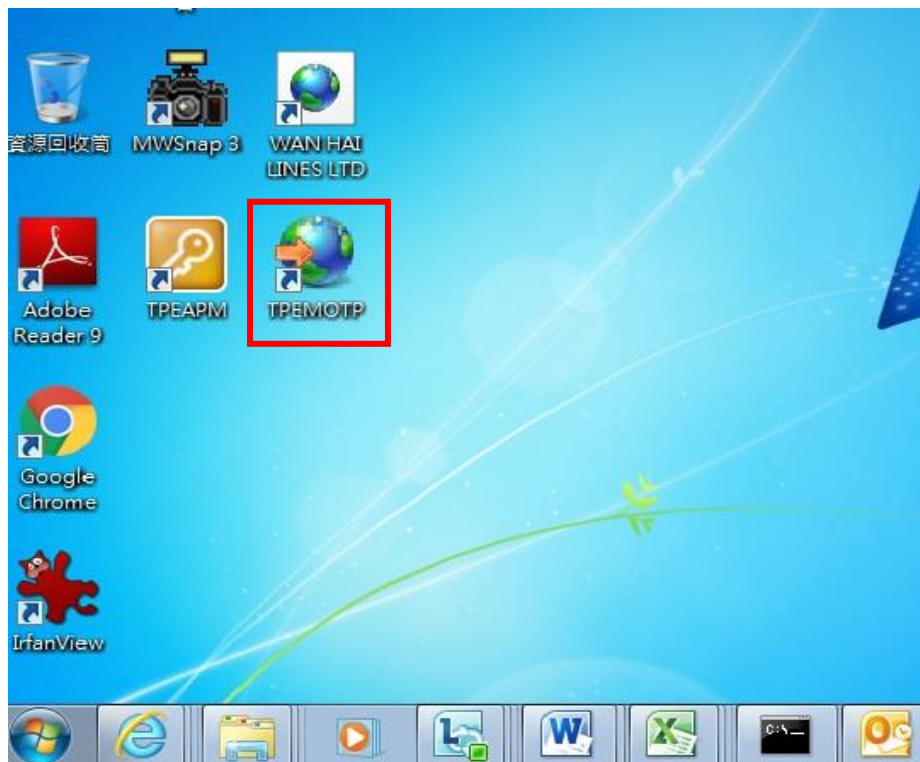 資源回收筒
MWSnap 3
WAN HAI
LINES LTD
Adobe
Reader 9
TPEAPM
TPEMOTP
Google
Chrome
IrfanView
C:\